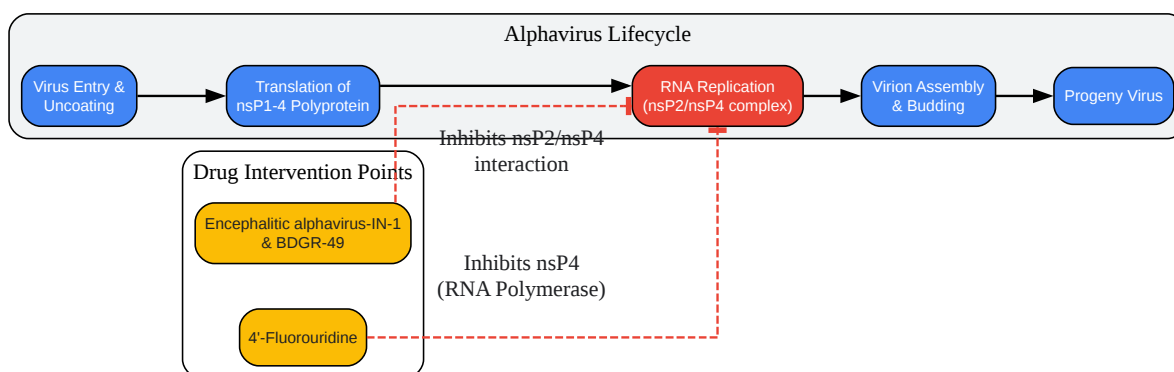 Alphavirus Lifecycle
Virus Entry &
Uncoating
Translation of
nsP1-4 Polyprotein
RNA Replication
(nsP2/nsP4 complex)
Virion Assembly
& Budding
Progeny Virus
Inhibits nsP2/nsP4
interaction
Drug Intervention Points
Encephalitic alphavirus-IN-1
& BDGR-49
Inhibits nsP4
(RNA Polymerase)
4'-Fluorouridine